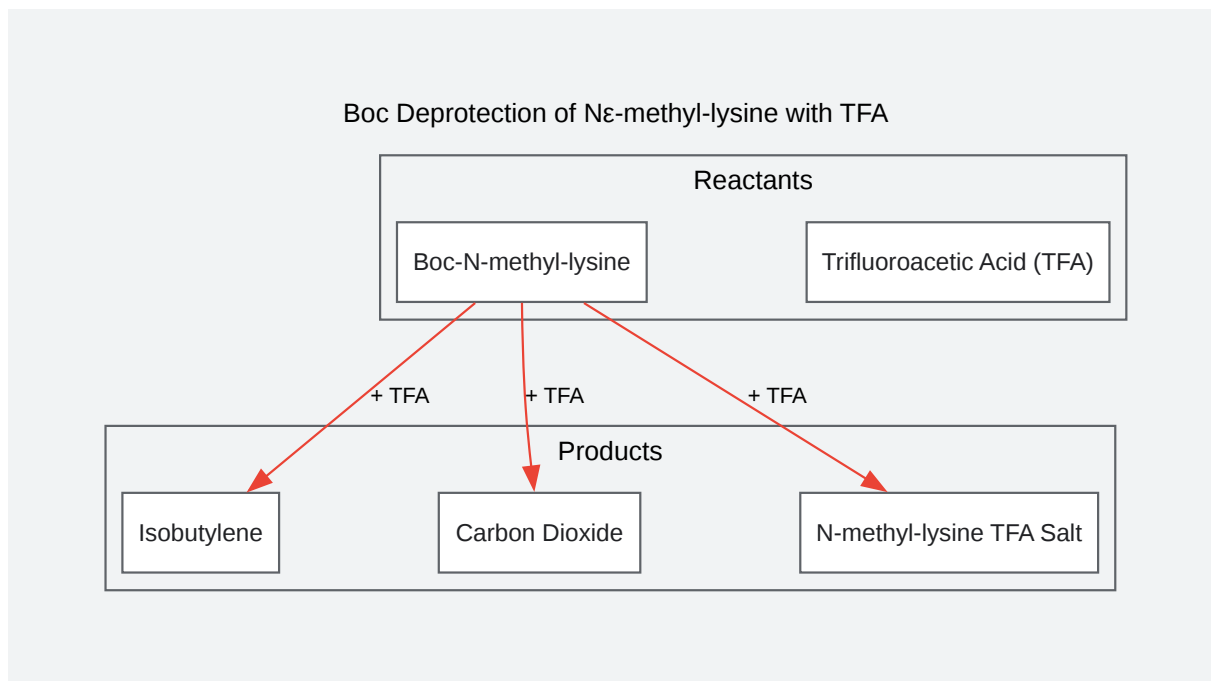 Boc Deprotection of Nε-methyl-lysine with TFA
Reactants
Boc-N-methyl-lysine
Trifluoroacetic Acid (TFA)
+ TFA
+ TFA
+ TFA
Products
Isobutylene
Carbon Dioxide
N-methyl-lysine TFA Salt